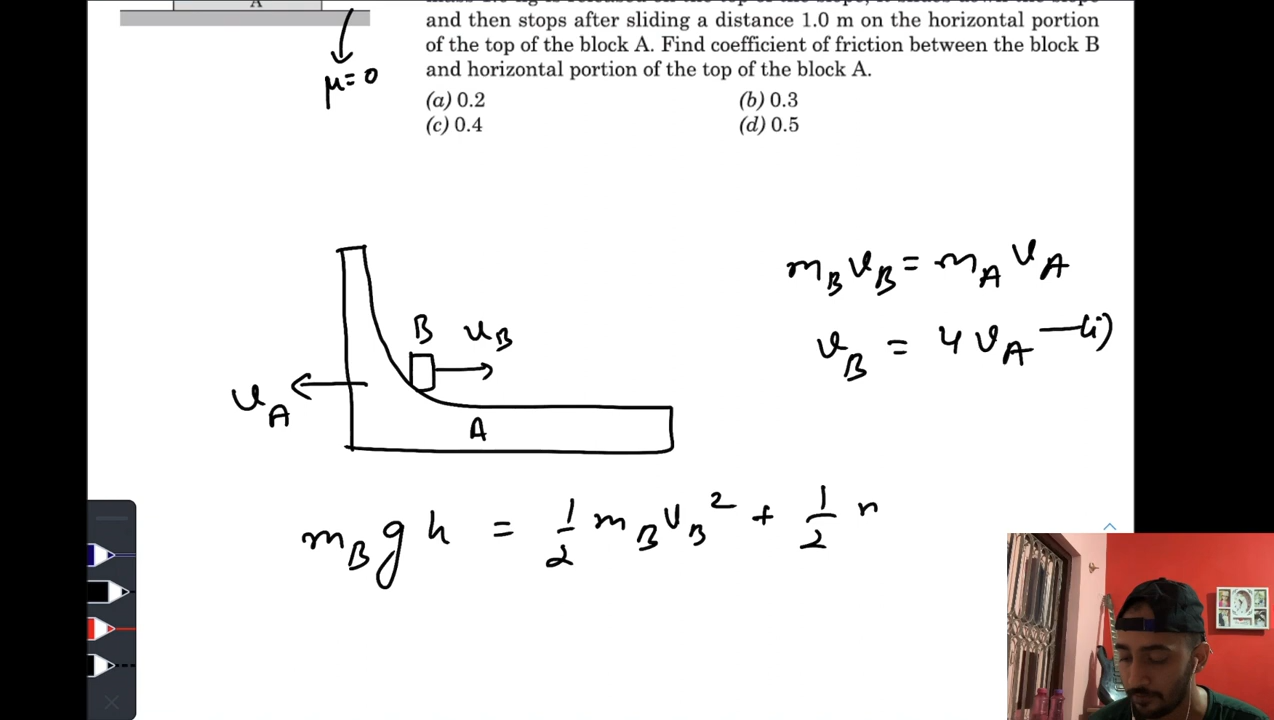 A
μ=0
and then stops after sliding a distance 1.0 m on the horizontal portion
of the top of the block A. Find coefficient of friction between the block B
and horizontal portion of the top of the block A.
(a) 0.2 (b) 0.3
(c) 0.4 (d) 0.5
m_B v_B = m_A v_A
v_B = 4 v_A —(i)
B v_B
v_A
A
m_B g h = 1/2 m_B v_B^2 + 1/2